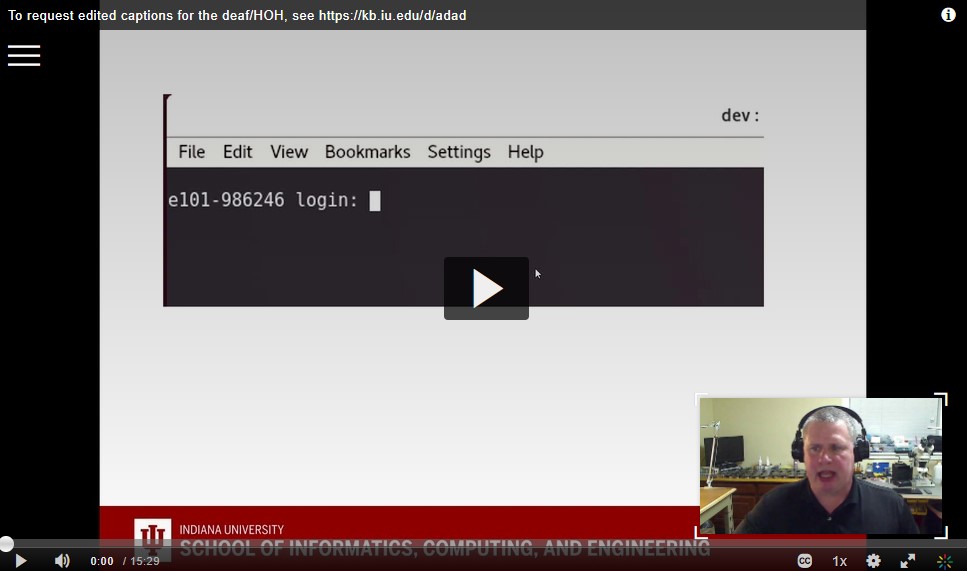 To request edited captions for the deaf/HOH, see https://kb.iu.edu/d/adad
dev :
File Edit View Bookmarks Settings Help
e101-986246 login:
INDIANA UNIVERSITY
SCHOOL OF INFORMATICS, COMPUTING, AND ENGINEERING
0:00 / 15:29
CC 1x